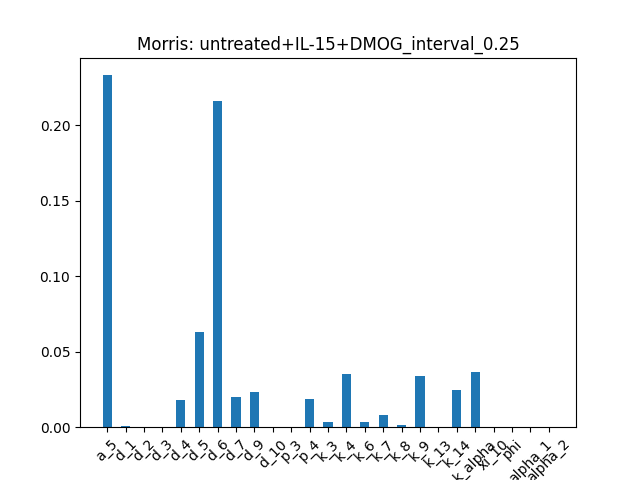 Morris: untreated+IL-15+DMOG_interval_0.25
0.20
0.15
0.10
0.05
0.00
a_5
d_1
d_2
d_3
d_4
d_5
d_6
d_7
d_9
d_10
p_3
p_4
k_3
k_4
k_6
k_7
k_8
k_9
k_13
k_14
k_alpha
xi_10
phi
alpha_1
alpha_2